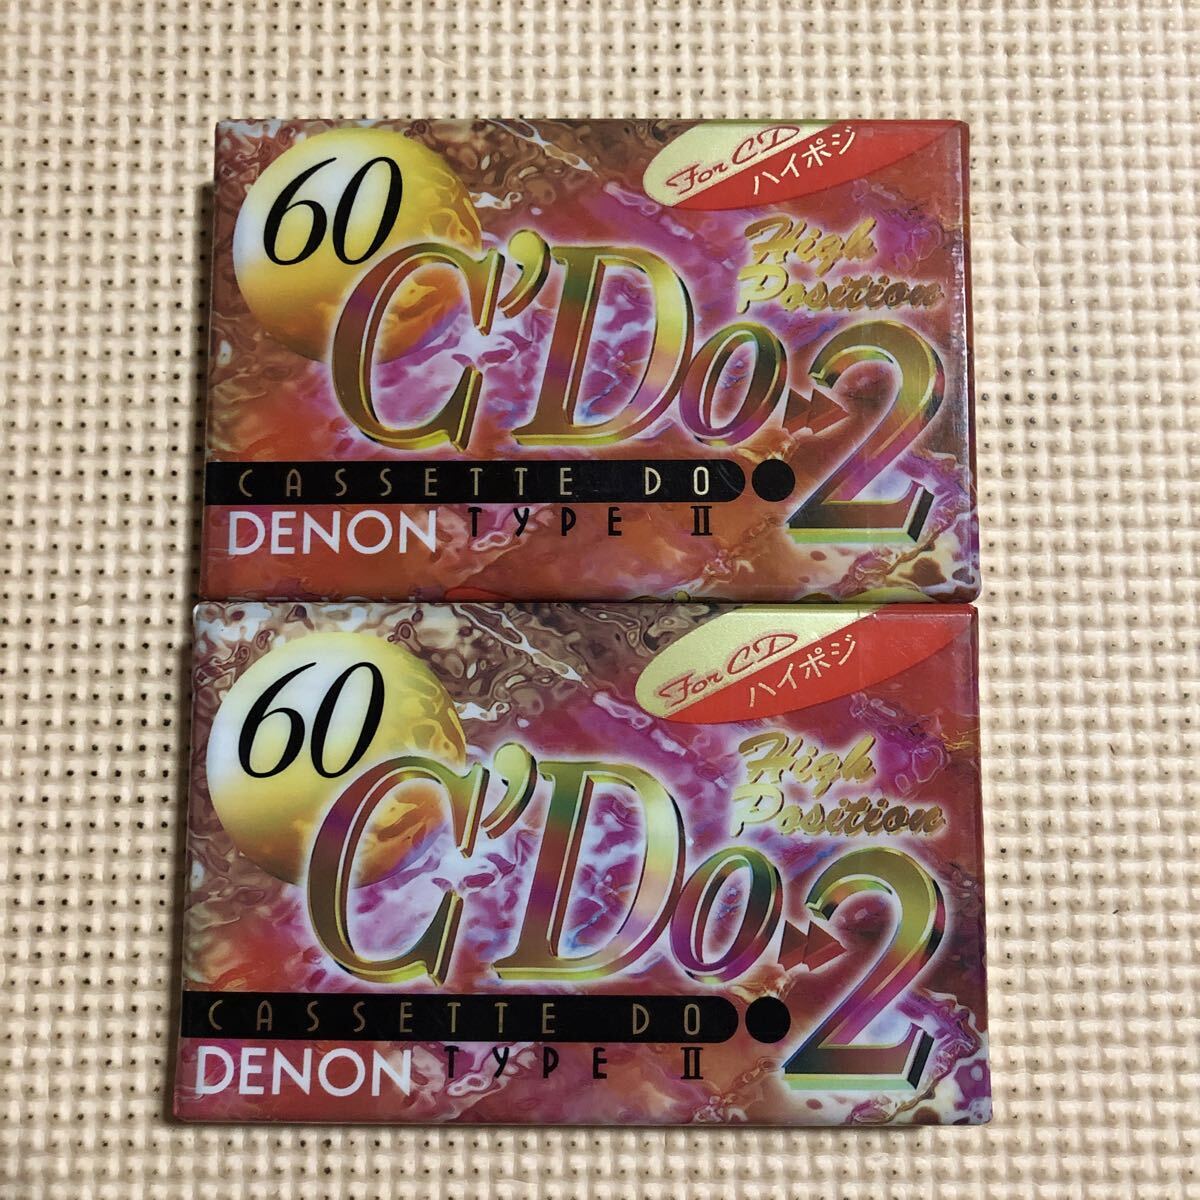 60
For CD
ハイポジ
High
Position
C'Do▶▶2
CASSETTE DO
DENON TYPE II
60
For CD
ハイポジ
High
Position
C'Do▶▶2
CASSETTE DO
DENON TYPE II